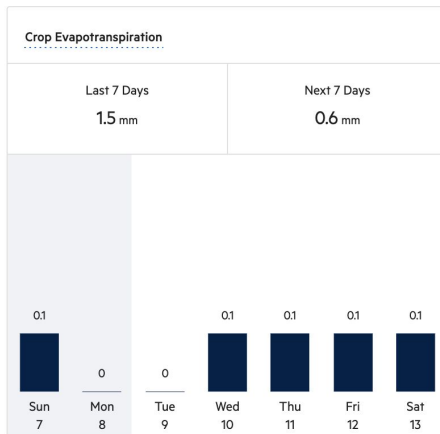 Crop Evapotranspiration
Last 7 Days Next 7 Days
1.5 mm 0.6 mm
0.1 0.1 0.1 0.1 0.1
0 0
Sun Mon Tue Wed Thu Fri Sat
7 8 9 10 11 12 13